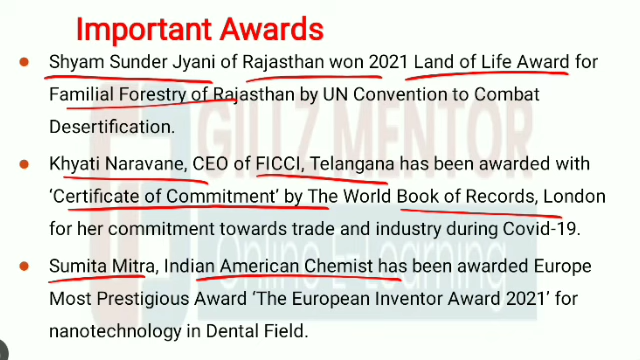 Important Awards
• Shyam Sunder Jyani of Rajasthan won 2021 Land of Life Award for
Familial Forestry of Rajasthan by UN Convention to Combat
Desertification.
• Khyati Naravane, CEO of FICCI, Telangana has been awarded with
‘Certificate of Commitment’ by The World Book of Records, London
for her commitment towards trade and industry during Covid-19.
• Sumita Mitra, Indian American Chemist has been awarded Europe
Most Prestigious Award ‘The European Inventor Award 2021’ for
nanotechnology in Dental Field.
GILLZ MENTOR
Online E-Learning